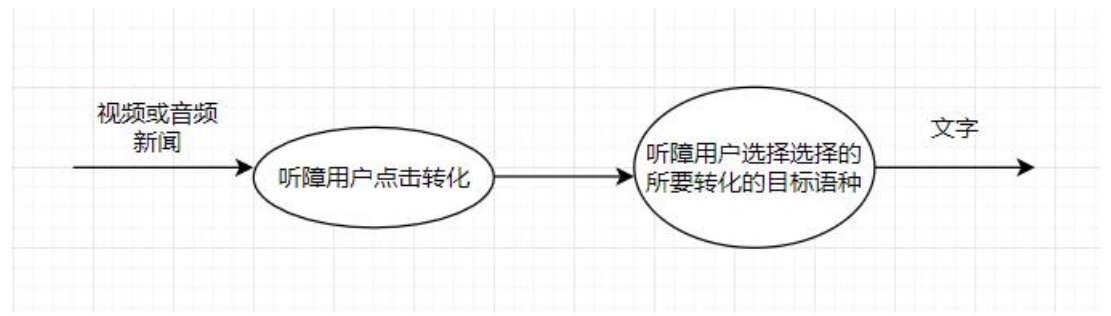 视频或音频
新闻
听障用户点击转化
听障用户选择选择的
所要转化的目标语种
文字